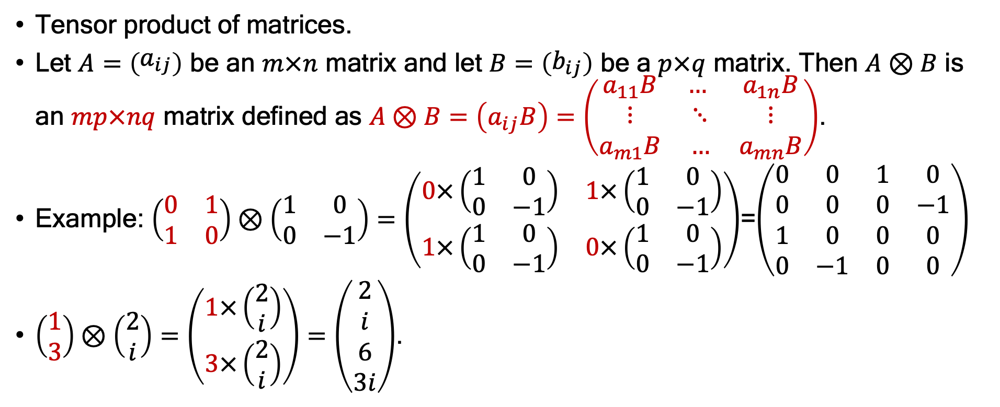 • Tensor product of matrices.
• Let $A = (a_{ij})$ be an $m \times n$ matrix and let $B = (b_{ij})$ be a $p \times q$ matrix. Then $A \otimes B$ is
an $mp \times nq$ matrix defined as $A \otimes B = (a_{ij}B) = \begin{pmatrix} a_{11}B & \dots & a_{1n}B \\ \vdots & \ddots & \vdots \\ a_{m1}B & \dots & a_{mn}B \end{pmatrix}$.
• Example: $\begin{pmatrix} 0 & 1 \\ 1 & 0 \end{pmatrix} \otimes \begin{pmatrix} 1 & 0 \\ 0 & -1 \end{pmatrix} = \begin{pmatrix} 0 \times \begin{pmatrix} 1 & 0 \\ 0 & -1 \end{pmatrix} & 1 \times \begin{pmatrix} 1 & 0 \\ 0 & -1 \end{pmatrix} \\ 1 \times \begin{pmatrix} 1 & 0 \\ 0 & -1 \end{pmatrix} & 0 \times \begin{pmatrix} 1 & 0 \\ 0 & -1 \end{pmatrix} \end{pmatrix} = \begin{pmatrix} 0 & 0 & 1 & 0 \\ 0 & 0 & 0 & -1 \\ 1 & 0 & 0 & 0 \\ 0 & -1 & 0 & 0 \end{pmatrix}$
• $\begin{pmatrix} 1 \\ 3 \end{pmatrix} \otimes \begin{pmatrix} 2 \\ i \end{pmatrix} = \begin{pmatrix} 1 \times \begin{pmatrix} 2 \\ i \end{pmatrix} \\ 3 \times \begin{pmatrix} 2 \\ i \end{pmatrix} \end{pmatrix} = \begin{pmatrix} 2 \\ i \\ 6 \\ 3i \end{pmatrix}$.